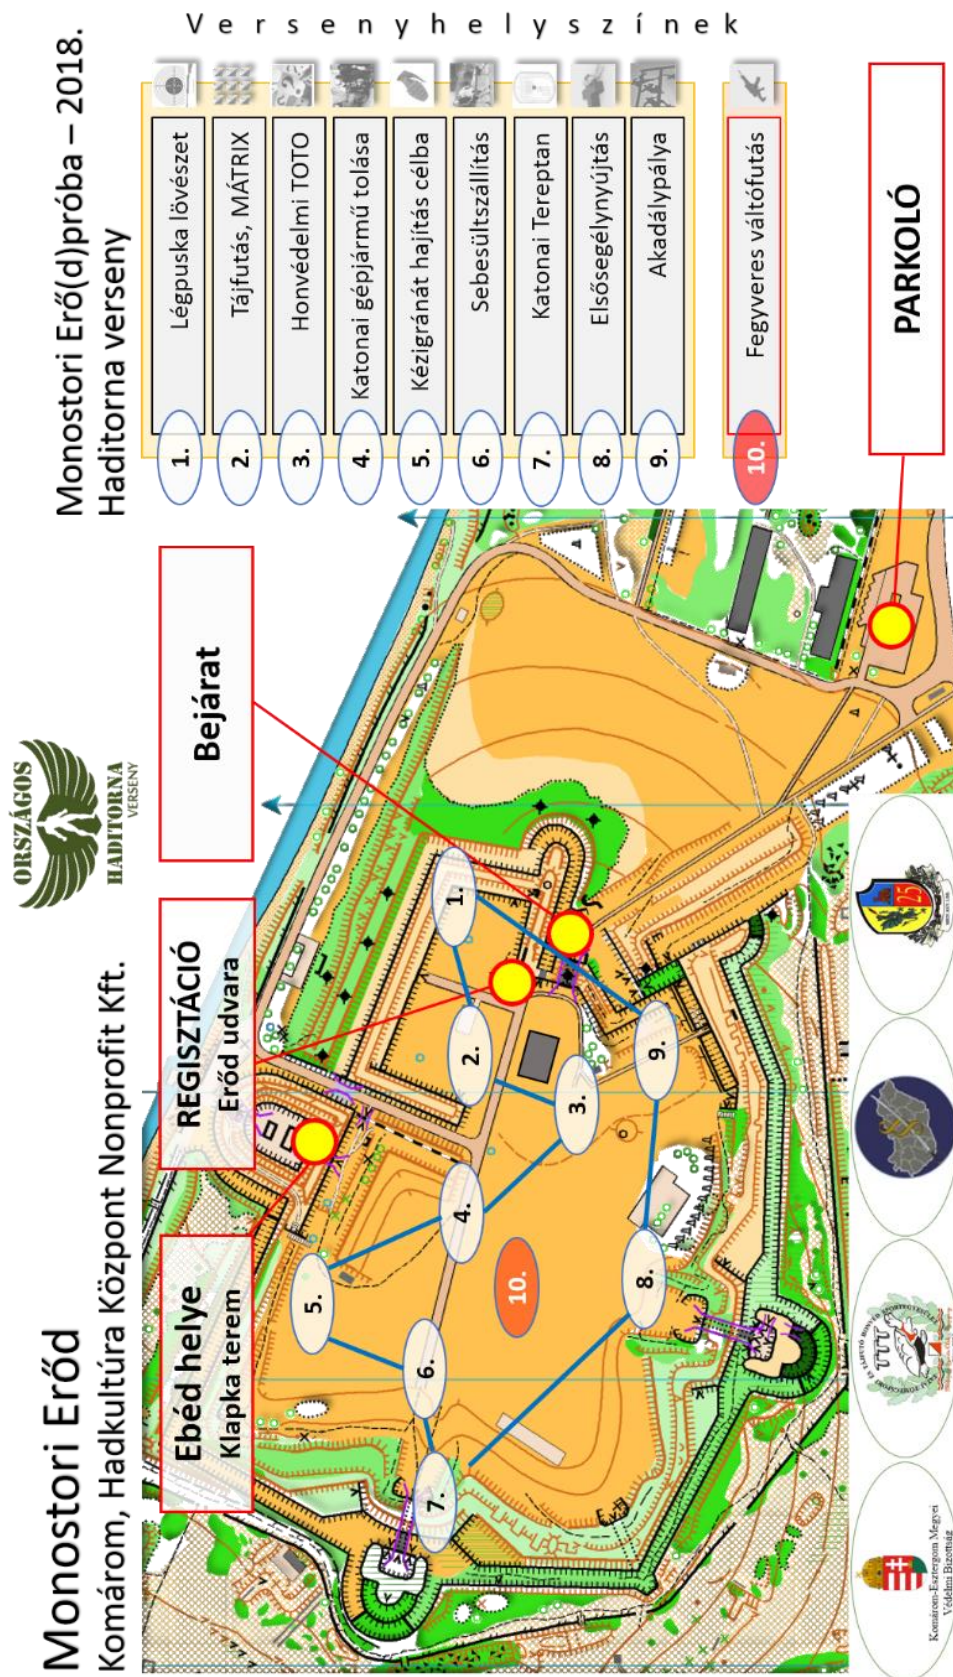 Monostori Erőd
Komárom, Hadkultúra Központ Nonprofit Kft.
ORSZÁGOS
HADITORNA
VERSENY
Monostori Erő(d)próba – 2018.
Haditorna verseny
Ebéd helye
Klapka terem
REGISZTÁCIÓ
Erőd udvara
Bejárat
PARKOLÓ
Versenyhelyszínek
1. Légpuska lövészet
2. Tájfutás, MÁTRIX
3. Honvédelmi TOTO
4. Katonai gépjármű tolása
5. Kézigránát hajítás célba
6. Sebesültszállítás
7. Katonai Tereptan
8. Elsősegélynyújtás
9. Akadálypálya
10. Fegyveres váltófutás
1.
2.
3.
4.
5.
6.
7.
8.
9.
10.
Komárom-Esztergom Megyei
Védelmi Bizottság
25